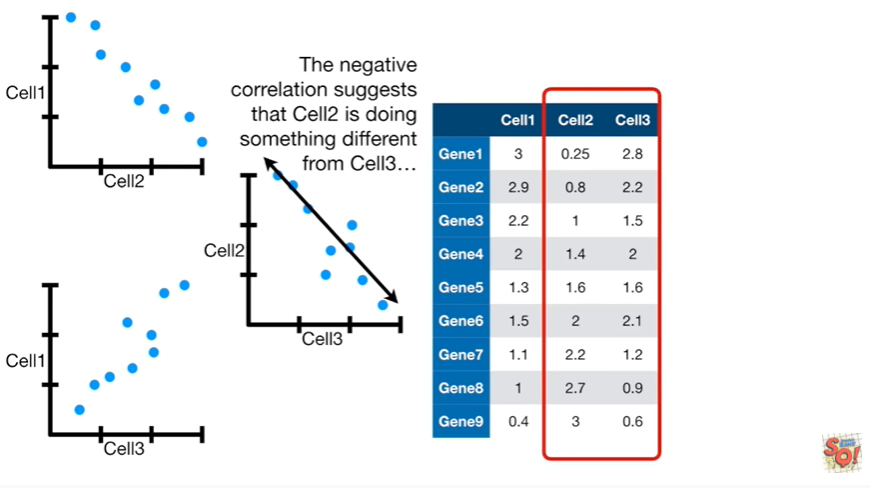 Cell1
Cell2
The negative
correlation suggests
that Cell2 is doing
something different
from Cell3…
Cell2
Cell3
Cell1
Cell3
Cell1 Cell2 Cell3
Gene1 3 0.25 2.8
Gene2 2.9 0.8 2.2
Gene3 2.2 1 1.5
Gene4 2 1.4 2
Gene5 1.3 1.6 1.6
Gene6 1.5 2 2.1
Gene7 1.1 2.2 1.2
Gene8 1 2.7 0.9
Gene9 0.4 3 0.6
SQ!